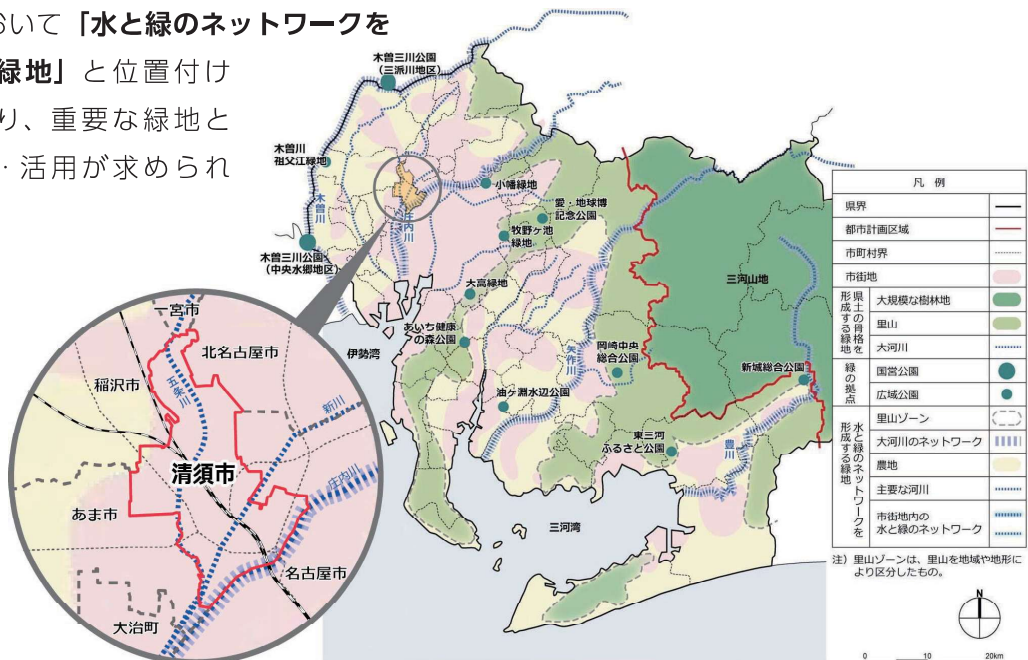 おいて「水と緑のネットワークを
緑地」と位置付け
り、重要な緑地と
・活用が求められ
木曽三川公園
(三派川地区)
木曽川
祖父江緑地
木曽川
木曽三川公園
(中央水郷地区)
庄内川
小幡緑地
愛・地球博
記念公園
牧野ヶ池
緑地
大高緑地
あいち健康
の森公園
伊勢湾
矢作川
岡崎中央
総合公園
油ヶ淵水辺公園
三河山地
新城総合公園
東三河
ふるさと公園
豊川
三河湾
一宮市
北名古屋市
稲沢市
五条川
新川
清須市
庄内川
あま市
名古屋市
大治町
凡 例
県界
都市計画区域
市町村界
市街地
県土の骨格を
形成する緑地
大規模な樹林地
里山
大河川
緑の拠点
国営公園
広域公園
水と緑のネットワークを
形成する緑地
里山ゾーン
大河川のネットワーク
農地
主要な河川
市街地内の
水と緑のネットワーク
注)里山ゾーンは、里山を地域や地形に
より区分したもの。
N
0 10 20km